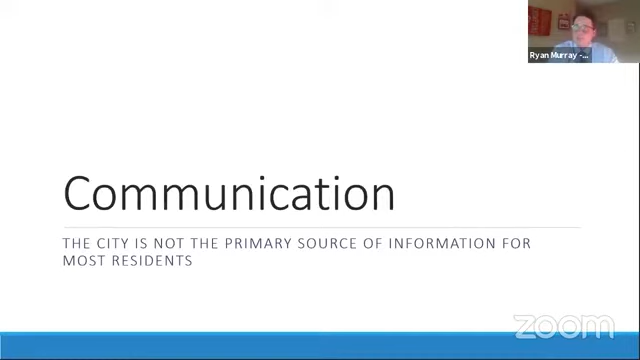 Ryan Murray -...
Communication
THE CITY IS NOT THE PRIMARY SOURCE OF INFORMATION FOR
MOST RESIDENTS
zoom